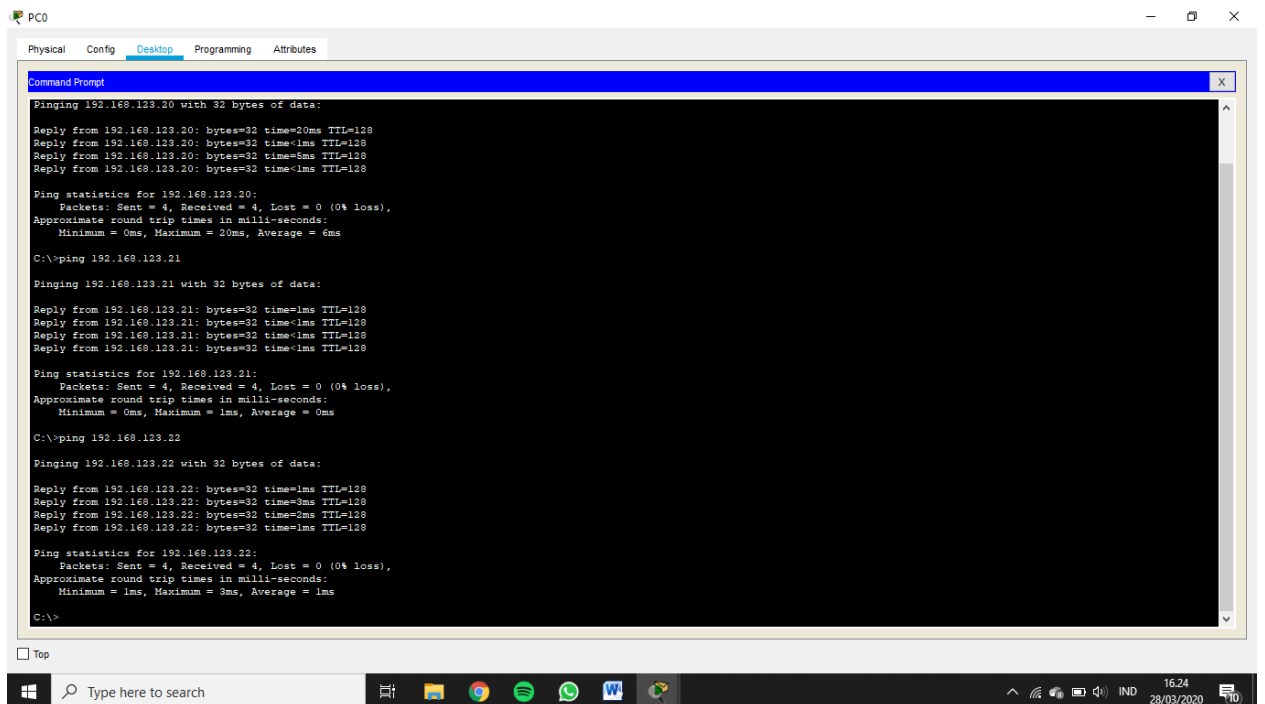 PC0
Physical Config Desktop Programming Attributes
Command Prompt
X
Pinging 192.168.123.20 with 32 bytes of data:
Reply from 192.168.123.20: bytes=32 time=20ms TTL=128
Reply from 192.168.123.20: bytes=32 time<1ms TTL=128
Reply from 192.168.123.20: bytes=32 time=5ms TTL=128
Reply from 192.168.123.20: bytes=32 time<1ms TTL=128
Ping statistics for 192.168.123.20:
Packets: Sent = 4, Received = 4, Lost = 0 (0% loss),
Approximate round trip times in milli-seconds:
Minimum = 0ms, Maximum = 20ms, Average = 6ms
C:\>ping 192.168.123.21
Pinging 192.168.123.21 with 32 bytes of data:
Reply from 192.168.123.21: bytes=32 time=1ms TTL=128
Reply from 192.168.123.21: bytes=32 time<1ms TTL=128
Reply from 192.168.123.21: bytes=32 time<1ms TTL=128
Reply from 192.168.123.21: bytes=32 time<1ms TTL=128
Ping statistics for 192.168.123.21:
Packets: Sent = 4, Received = 4, Lost = 0 (0% loss),
Approximate round trip times in milli-seconds:
Minimum = 0ms, Maximum = 1ms, Average = 0ms
C:\>ping 192.168.123.22
Pinging 192.168.123.22 with 32 bytes of data:
Reply from 192.168.123.22: bytes=32 time=1ms TTL=128
Reply from 192.168.123.22: bytes=32 time=3ms TTL=128
Reply from 192.168.123.22: bytes=32 time=2ms TTL=128
Reply from 192.168.123.22: bytes=32 time=1ms TTL=128
Ping statistics for 192.168.123.22:
Packets: Sent = 4, Received = 4, Lost = 0 (0% loss),
Approximate round trip times in milli-seconds:
Minimum = 1ms, Maximum = 3ms, Average = 1ms
C:\>
Top
Type here to search
W
IND
16.24
28/03/2020
10